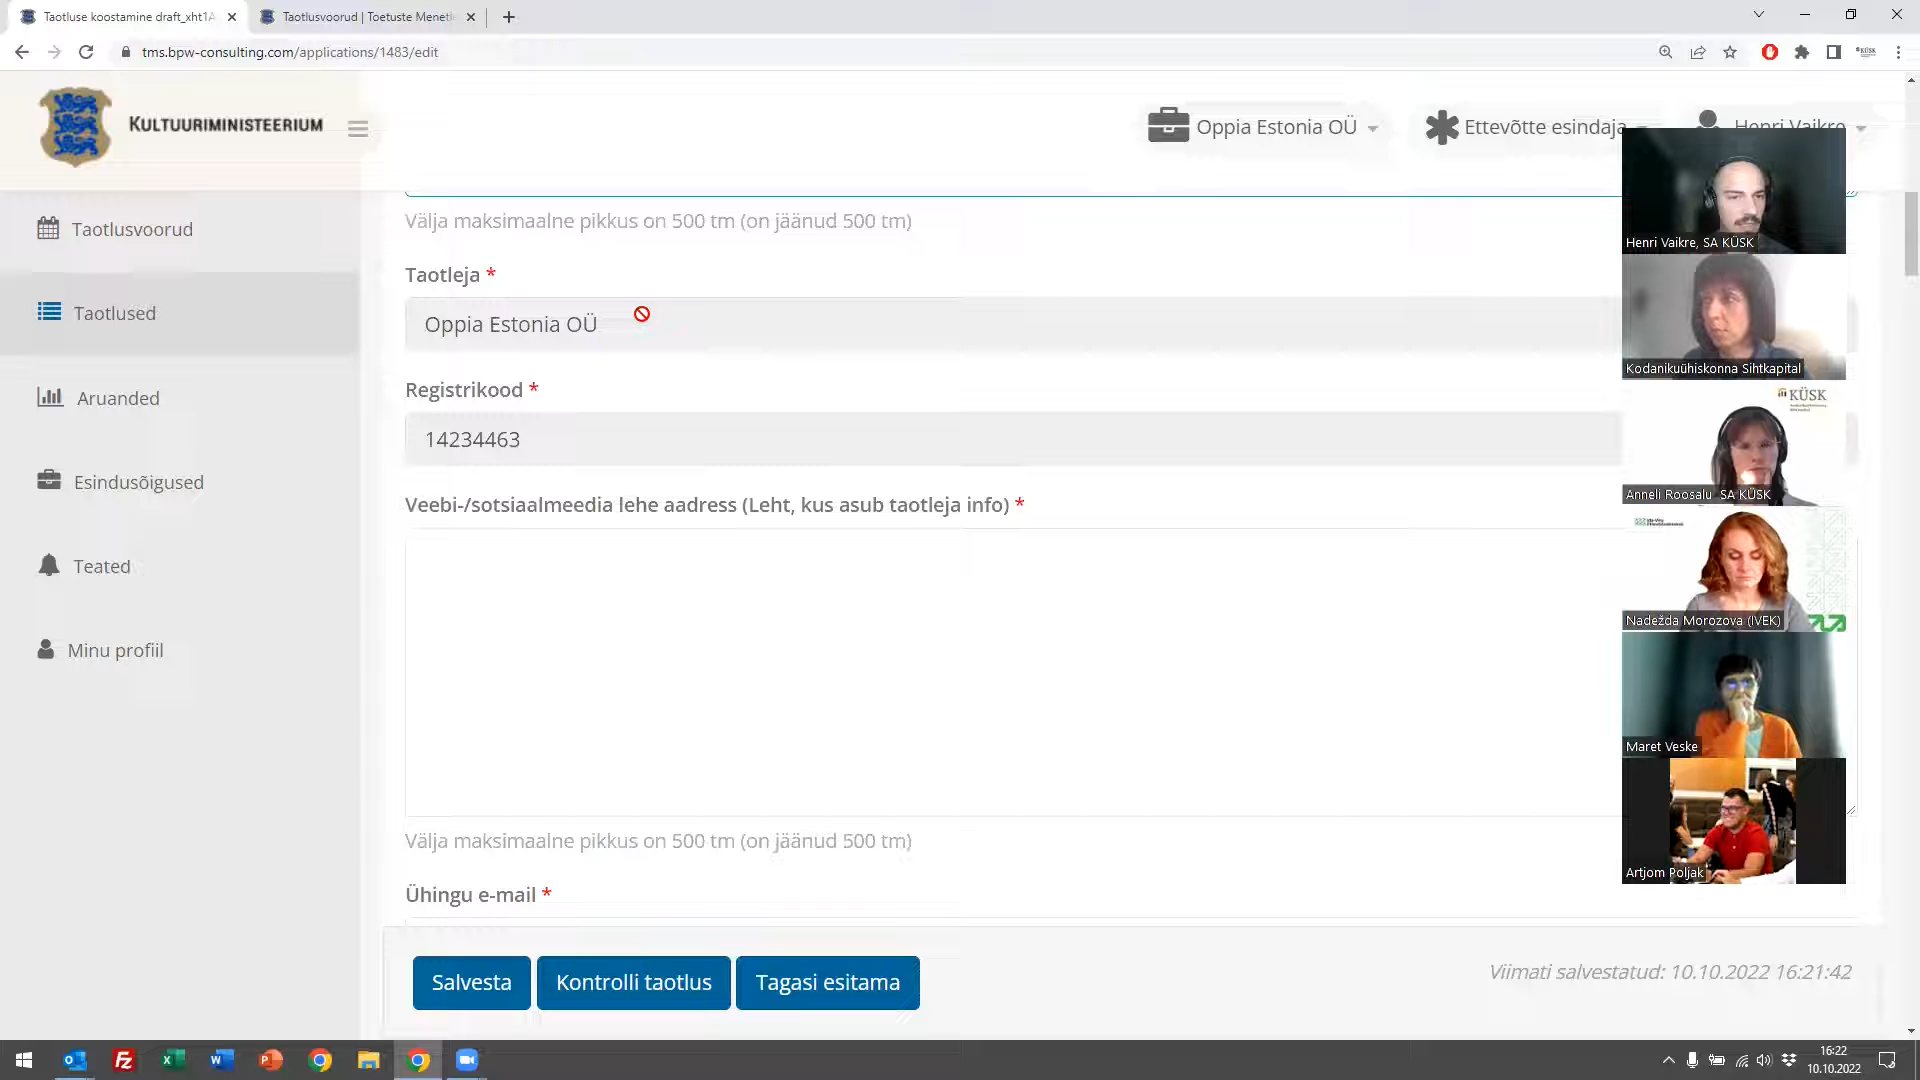 Taotluse koostamine draft_xht1A
Taotlusvoorud | Toetuste Menetl
tms.bpw-consulting.com/applications/1483/edit
KULTUURIMINISTEERIUM
Oppia Estonia OÜ
Ettevõtte esindaja
Henri Vaikre
Taotlusvoorud
Taotlused
Aruanded
Esindusõigused
Teated
Minu profiil
Välja maksimaalne pikkus on 500 tm (on jäänud 500 tm)
Taotleja *
Oppia Estonia OÜ
Registrikood *
14234463
Veebi-/sotsiaalmeedia lehe aadress (Leht, kus asub taotleja info) *
Välja maksimaalne pikkus on 500 tm (on jäänud 500 tm)
Ühingu e-mail *
Salvesta
Kontrolli taotlus
Tagasi esitama
Viimati salvestatud: 10.10.2022 16:21:42
Henri Vaikre, SA KÜSK
Kodanikuühiskonna Sihtkapital
KÜSK
Anneli Roosalu SA KÜSK
Nadežda Morozova (IVEK)
Maret Veske
Artjom Poljak
16:22
10.10.2022